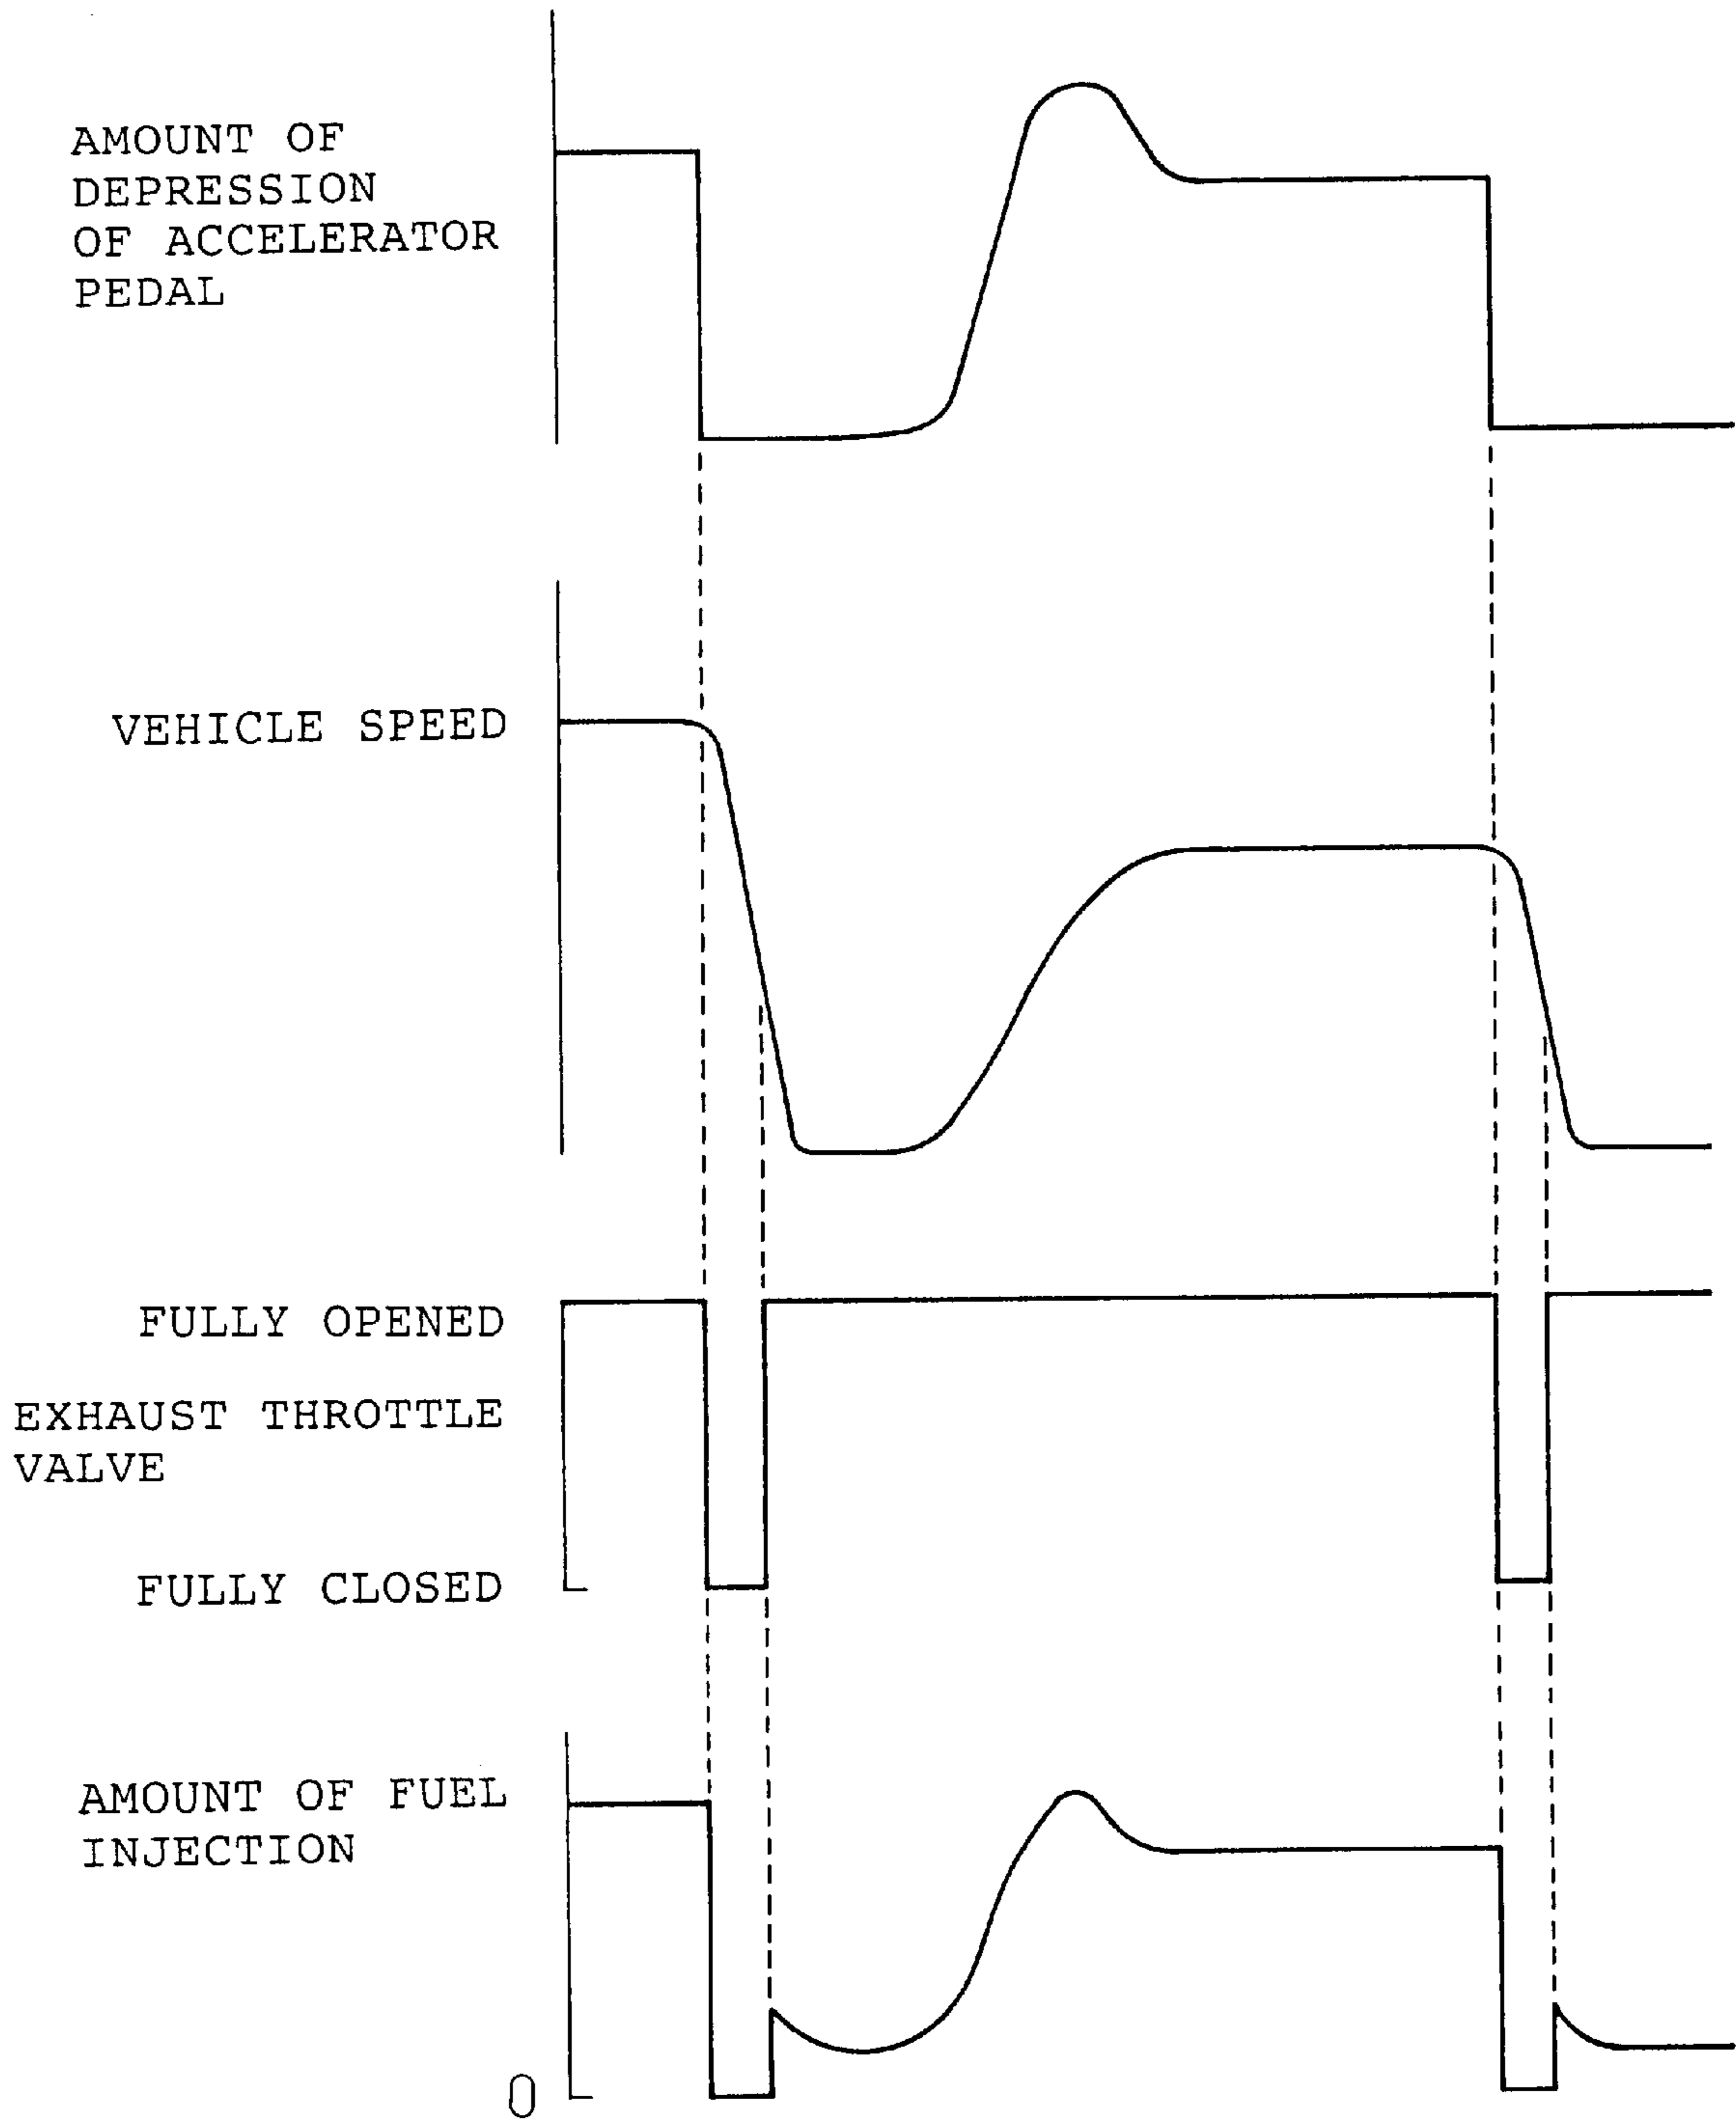 AMOUNT OF
DEPRESSION
OF ACCELERATOR
PEDAL
VEHICLE SPEED
FULLY OPENED
EXHAUST THROTTLE
VALVE
FULLY CLOSED
AMOUNT OF FUEL
INJECTION
0